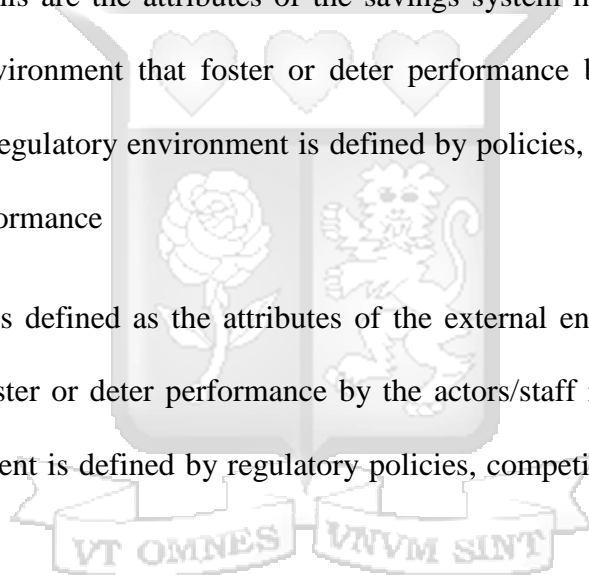 are the attributes of the savings system
vironment that foster or deter performance b
egulatory environment is defined by policies,
ormance
s defined as the attributes of the external en
ster or deter performance by the actors/staff
ent is defined by regulatory policies, competi
VT OMNES VNVM SINT